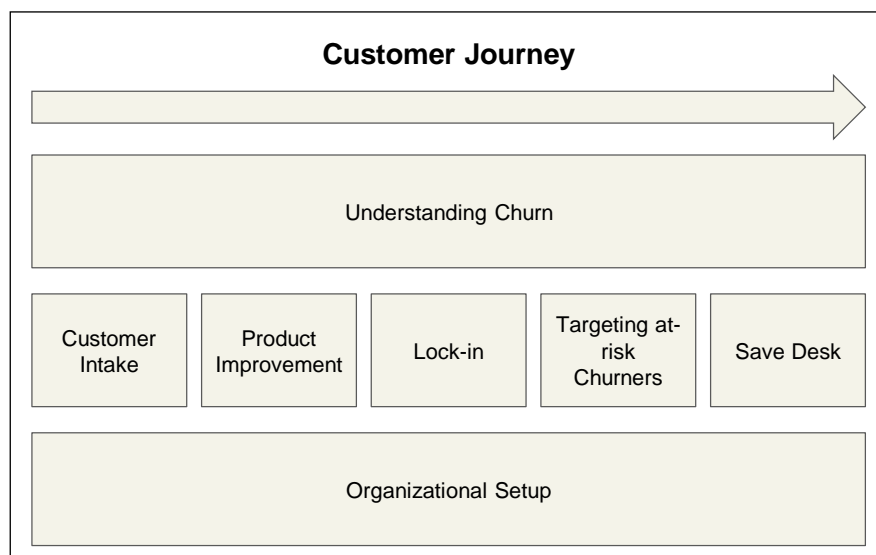 Customer Journey
Understanding Churn
Customer
Intake
Product
Improvement
Lock-in
Targeting at-
risk
Churners
Save Desk
Organizational Setup